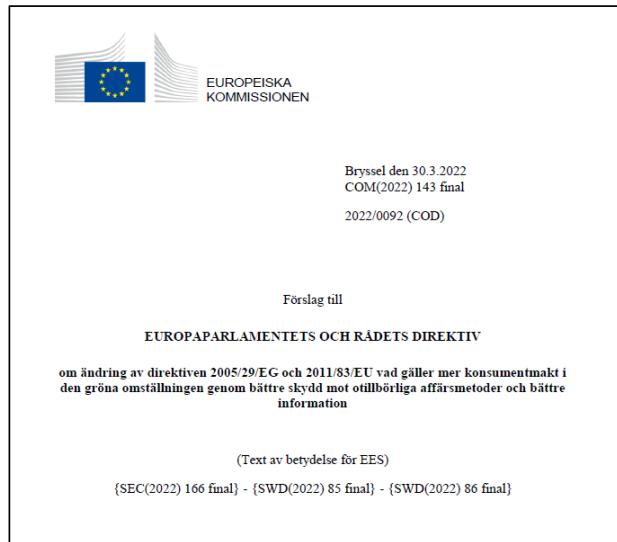 EUROPEISKA
KOMMISSIONEN
Bryssel den 30.3.2022
COM(2022) 143 final
2022/0092 (COD)
Förslag till
EUROPAPARLAMENTETS OCH RÅDETS DIREKTIV
om ändring av direktiven 2005/29/EG och 2011/83/EU vad gäller mer konsumentmakt i
den gröna omställningen genom bättre skydd mot otillbörliga affärsmetoder och bättre
information
(Text av betydelse för EES)
{SEC(2022) 166 final} - {SWD(2022) 85 final} - {SWD(2022) 86 final}